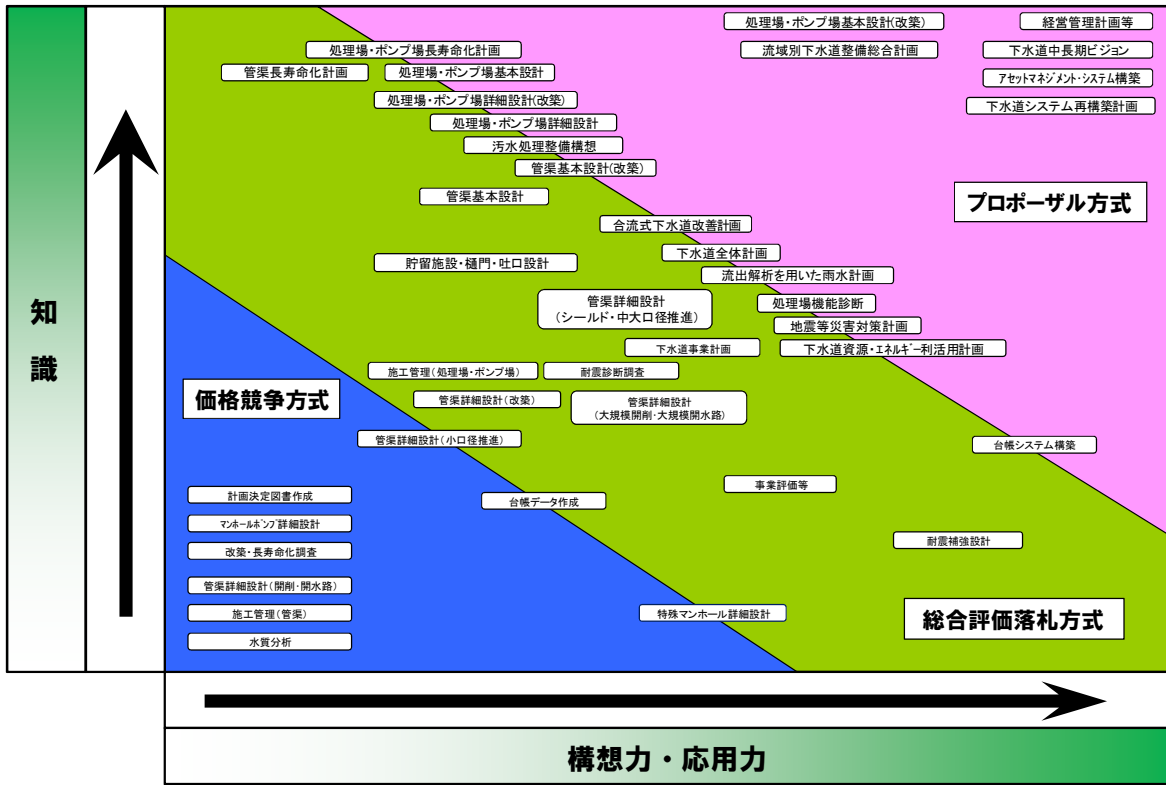 処理場・ポンプ場基本設計(改築)
経営管理計画等
処理場・ポンプ場長寿命化計画
流域別下水道整備総合計画
下水道中長期ビジョン
管渠長寿命化計画
処理場・ポンプ場基本設計
アセットマネジメント・システム構築
処理場・ポンプ場詳細設計(改築)
下水道システム再構築計画
処理場・ポンプ場詳細設計
汚水処理整備構想
管渠基本設計(改築)
管渠基本設計
プロポーザル方式
合流式下水道改善計画
下水道全体計画
貯留施設・樋門・吐口設計
流出解析を用いた雨水計画
管渠詳細設計
(シールド・中大口径推進)
処理場機能診断
地震等災害対策計画
下水道事業計画
下水道資源・エネルギー利活用計画
施工管理(処理場・ポンプ場)
耐震診断調査
価格競争方式
管渠詳細設計(改築)
管渠詳細設計
(大規模開削・大規模開水路)
管渠詳細設計(小口径推進)
台帳システム構築
事業評価等
計画決定図書作成
台帳データ作成
マンホールポンプ詳細設計
耐震補強設計
改築・長寿命化調査
管渠詳細設計(開削・開水路)
施工管理(管渠)
特殊マンホール詳細設計
総合評価落札方式
水質分析
知
識
構想力・応用力